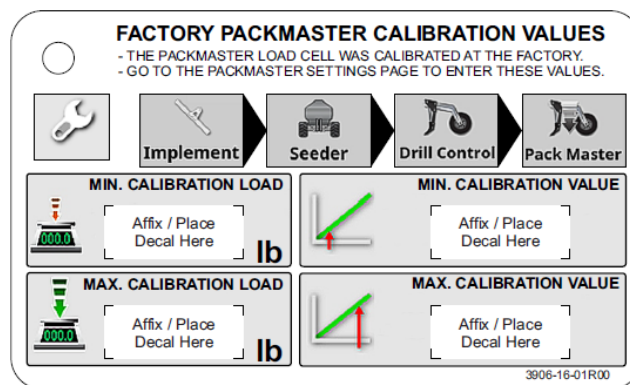 FACTORY PACKMASTER CALIBRATION VALUES
- THE PACKMASTER LOAD CELL WAS CALIBRATED AT THE FACTORY.
- GO TO THE PACKMASTER SETTINGS PAGE TO ENTER THESE VALUES.
Implement
Seeder
Drill Control
Pack Master
MIN. CALIBRATION LOAD
000.0
Affix / Place
Decal Here
lb
MIN. CALIBRATION VALUE
Affix / Place
Decal Here
MAX. CALIBRATION LOAD
000.0
Affix / Place
Decal Here
lb
MAX. CALIBRATION VALUE
Affix / Place
Decal Here
3906-16-01R00